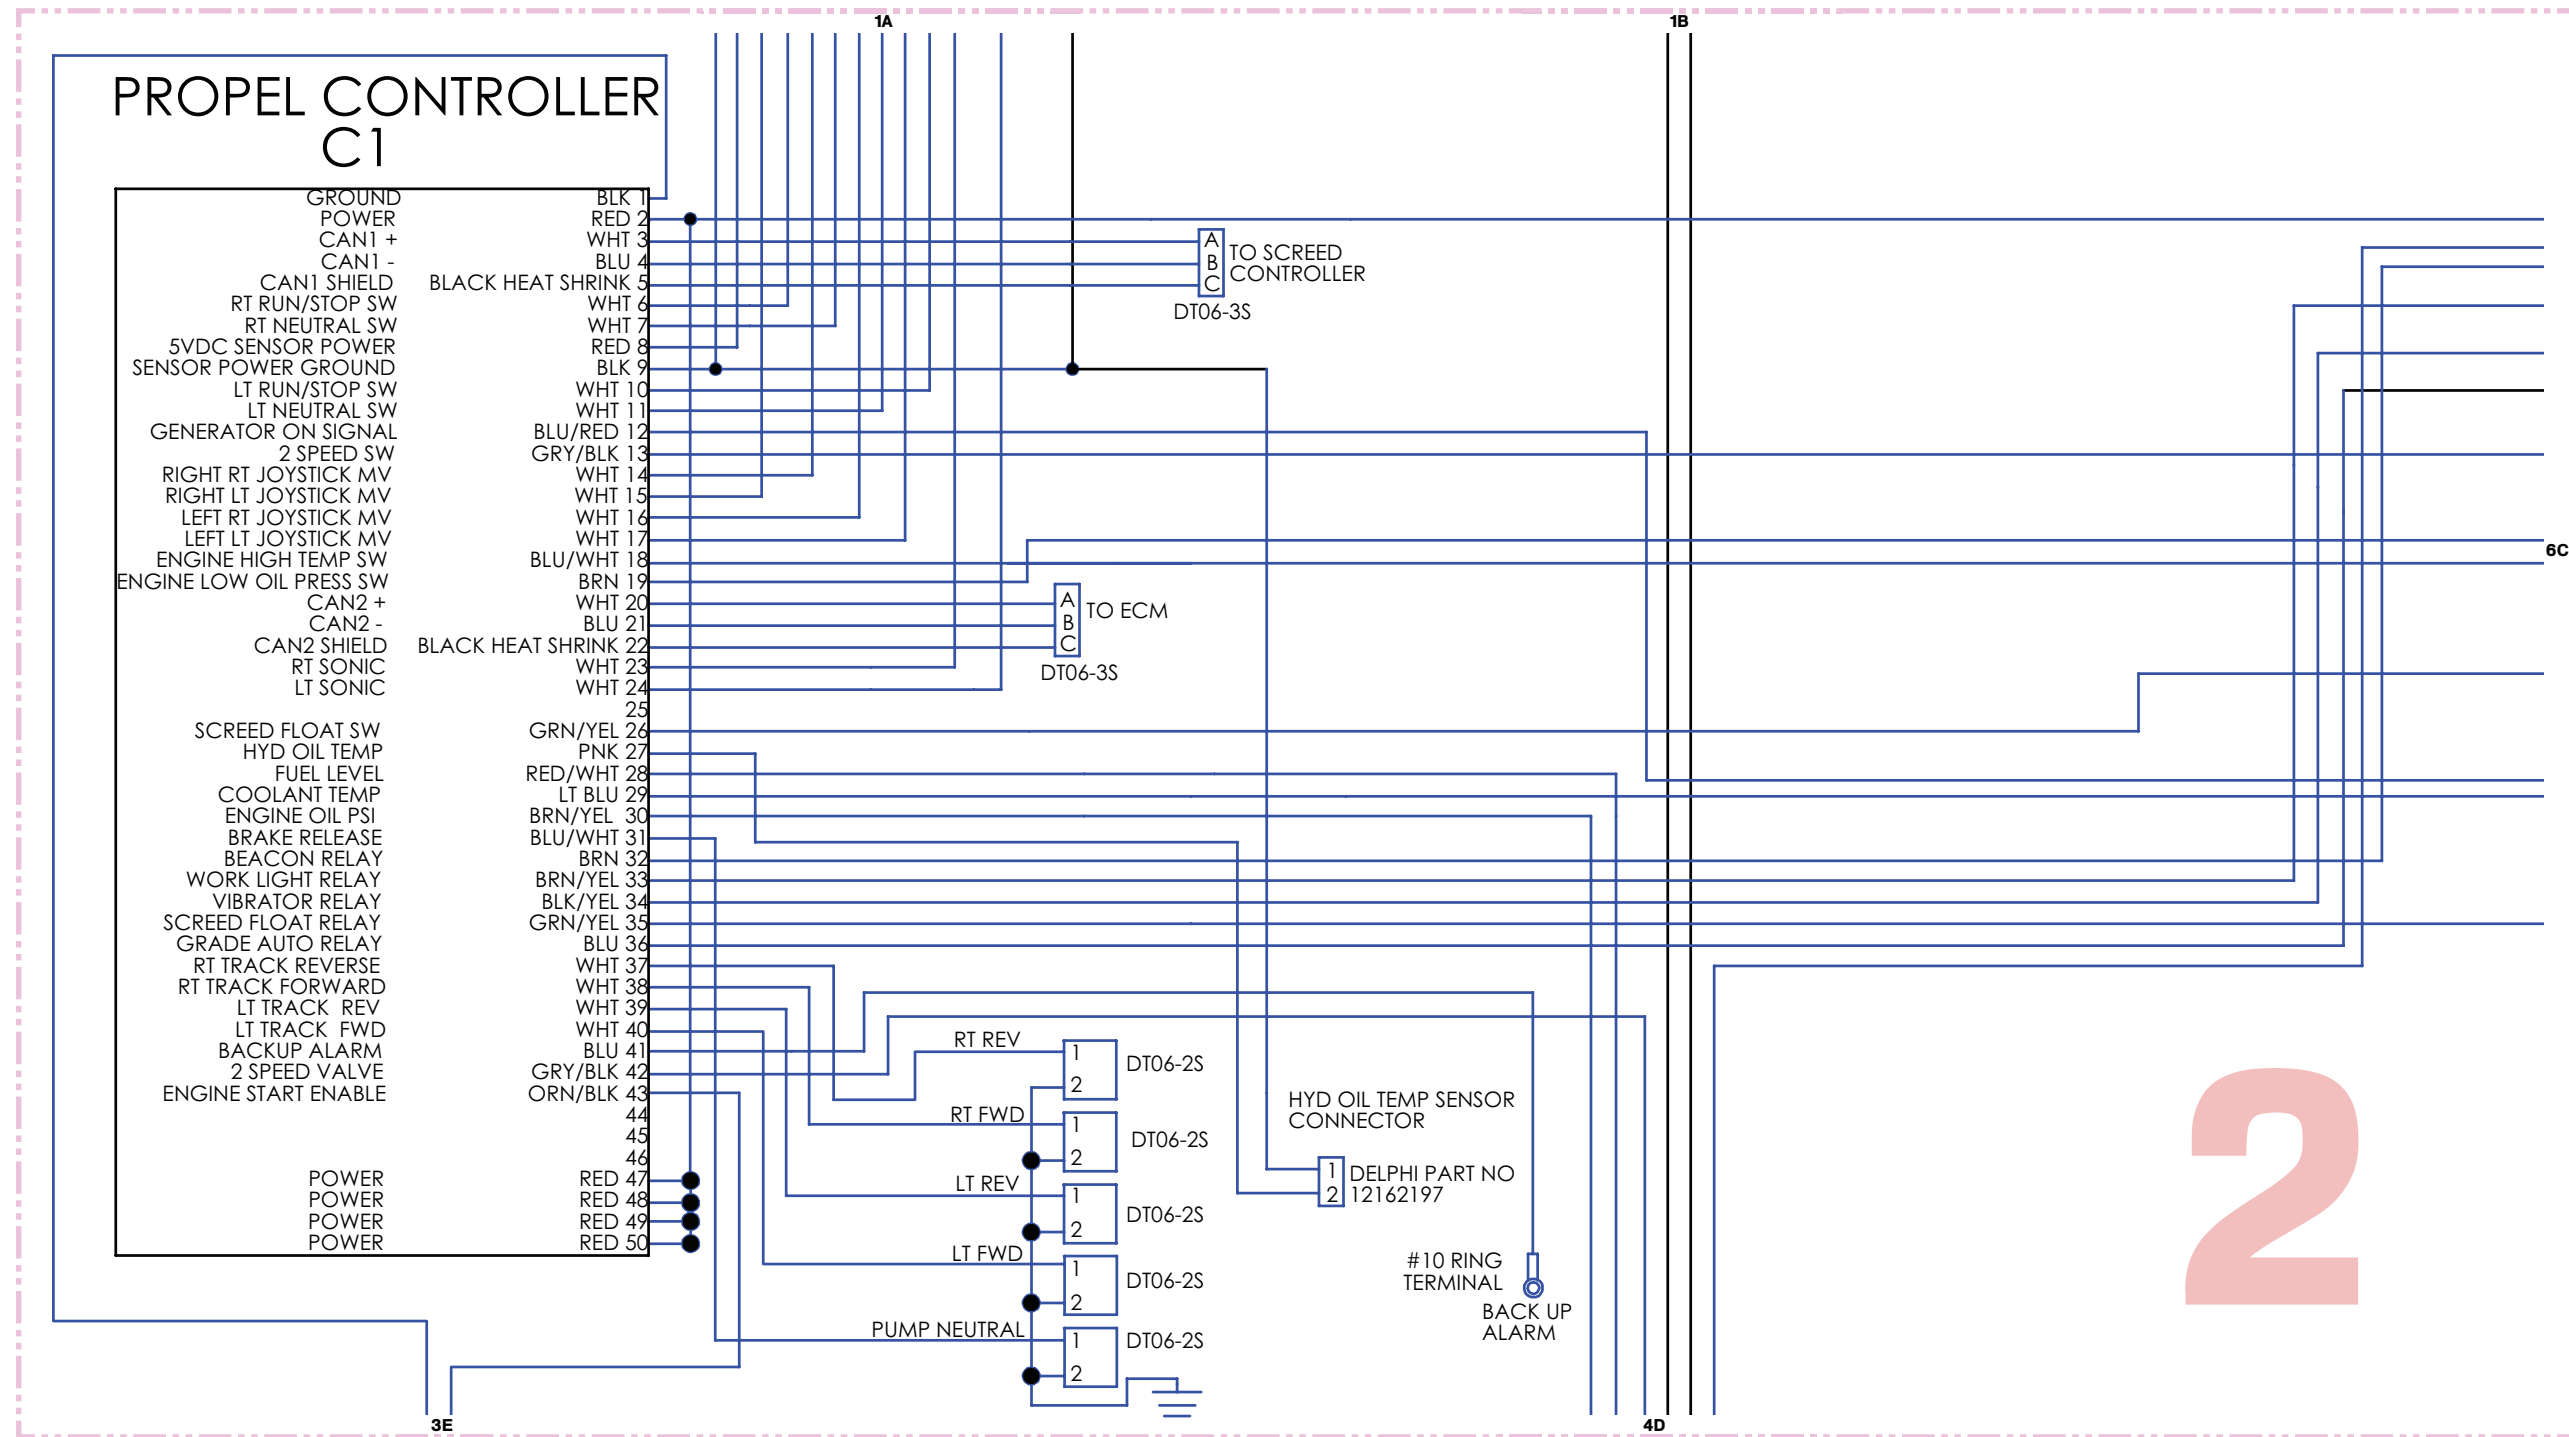 1A
1B
PROPEL CONTROLLER
C1
GROUND BLK 1
POWER RED 2
CAN1 + WHT 3
CAN1 - BLU 4
CAN1 SHIELD BLACK HEAT SHRINK 5
RT RUN/STOP SW WHT 6
RT NEUTRAL SW WHT 7
5VDC SENSOR POWER RED 8
SENSOR POWER GROUND BLK 9
LT RUN/STOP SW WHT 10
LT NEUTRAL SW WHT 11
GENERATOR ON SIGNAL BLU/RED 12
2 SPEED SW GRY/BLK 13
RIGHT RT JOYSTICK MV WHT 14
RIGHT LT JOYSTICK MV WHT 15
LEFT RT JOYSTICK MV WHT 16
LEFT LT JOYSTICK MV WHT 17
ENGINE HIGH TEMP SW BLU/WHT 18
ENGINE LOW OIL PRESS SW BRN 19
CAN2 + WHT 20
CAN2 - BLU 21
CAN2 SHIELD BLACK HEAT SHRINK 22
RT SONIC WHT 23
LT SONIC WHT 24
25
SCREED FLOAT SW GRN/YEL 26
HYD OIL TEMP PNK 27
FUEL LEVEL RED/WHT 28
COOLANT TEMP LT BLU 29
ENGINE OIL PSI BRN/YEL 30
BRAKE RELEASE BLU/WHT 31
BEACON RELAY BRN 32
WORK LIGHT RELAY BRN/YEL 33
VIBRATOR RELAY BLK/YEL 34
SCREED FLOAT RELAY GRN/YEL 35
GRADE AUTO RELAY BLU 36
RT TRACK REVERSE WHT 37
RT TRACK FORWARD WHT 38
LT TRACK REV WHT 39
LT TRACK FWD WHT 40
BACKUP ALARM BLU 41
2 SPEED VALVE GRY/BLK 42
ENGINE START ENABLE ORN/BLK 43
44
45
46
POWER RED 47
POWER RED 48
POWER RED 49
POWER RED 50
A
B
C
TO SCREED
CONTROLLER
DT06-3S
A
B
C
TO ECM
DT06-3S
6C
RT REV
1
2
DT06-2S
RT FWD
1
2
DT06-2S
LT REV
1
2
DT06-2S
LT FWD
1
2
DT06-2S
PUMP NEUTRAL
1
2
DT06-2S
HYD OIL TEMP SENSOR
CONNECTOR
1
2
DELPHI PART NO
12162197
#10 RING
TERMINAL
BACK UP
ALARM
2
3E
4D